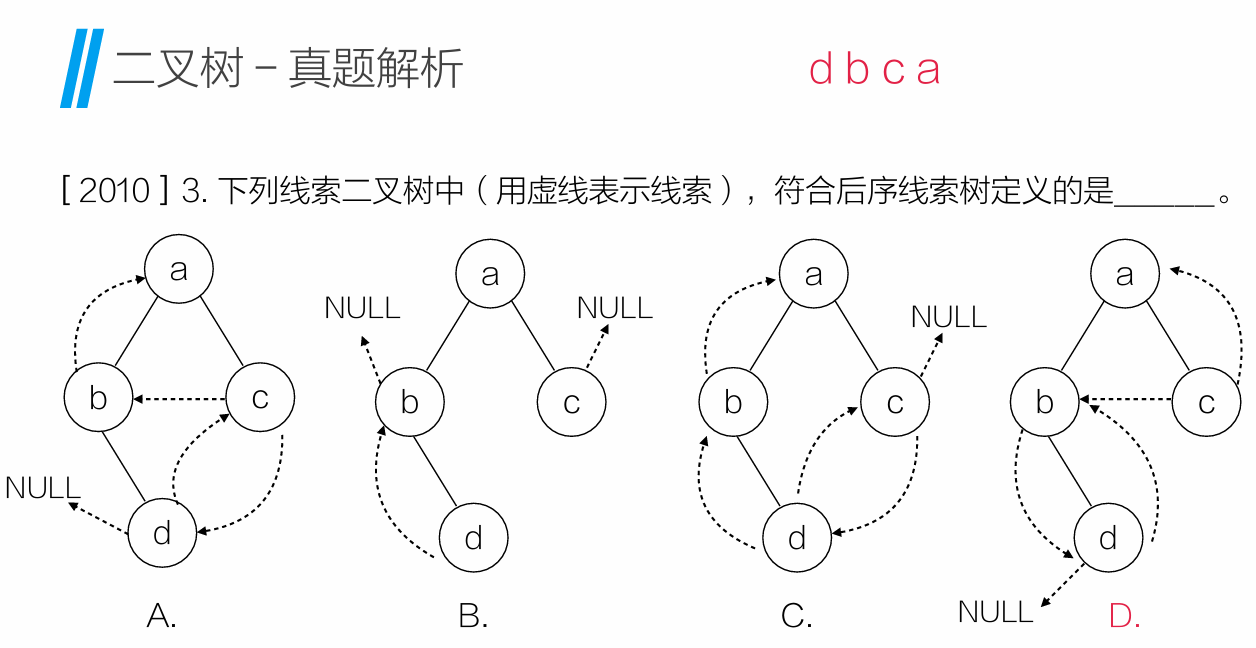 二叉树 – 真题解析
d b c a
[ 2010 ] 3. 下列线索二叉树中（用虚线表示线索），符合后序线索树定义的是______。
a
b
c
d
NULL
A.
a
NULL
NULL
b
c
d
B.
a
NULL
b
c
d
C.
a
b
c
d
NULL
D.